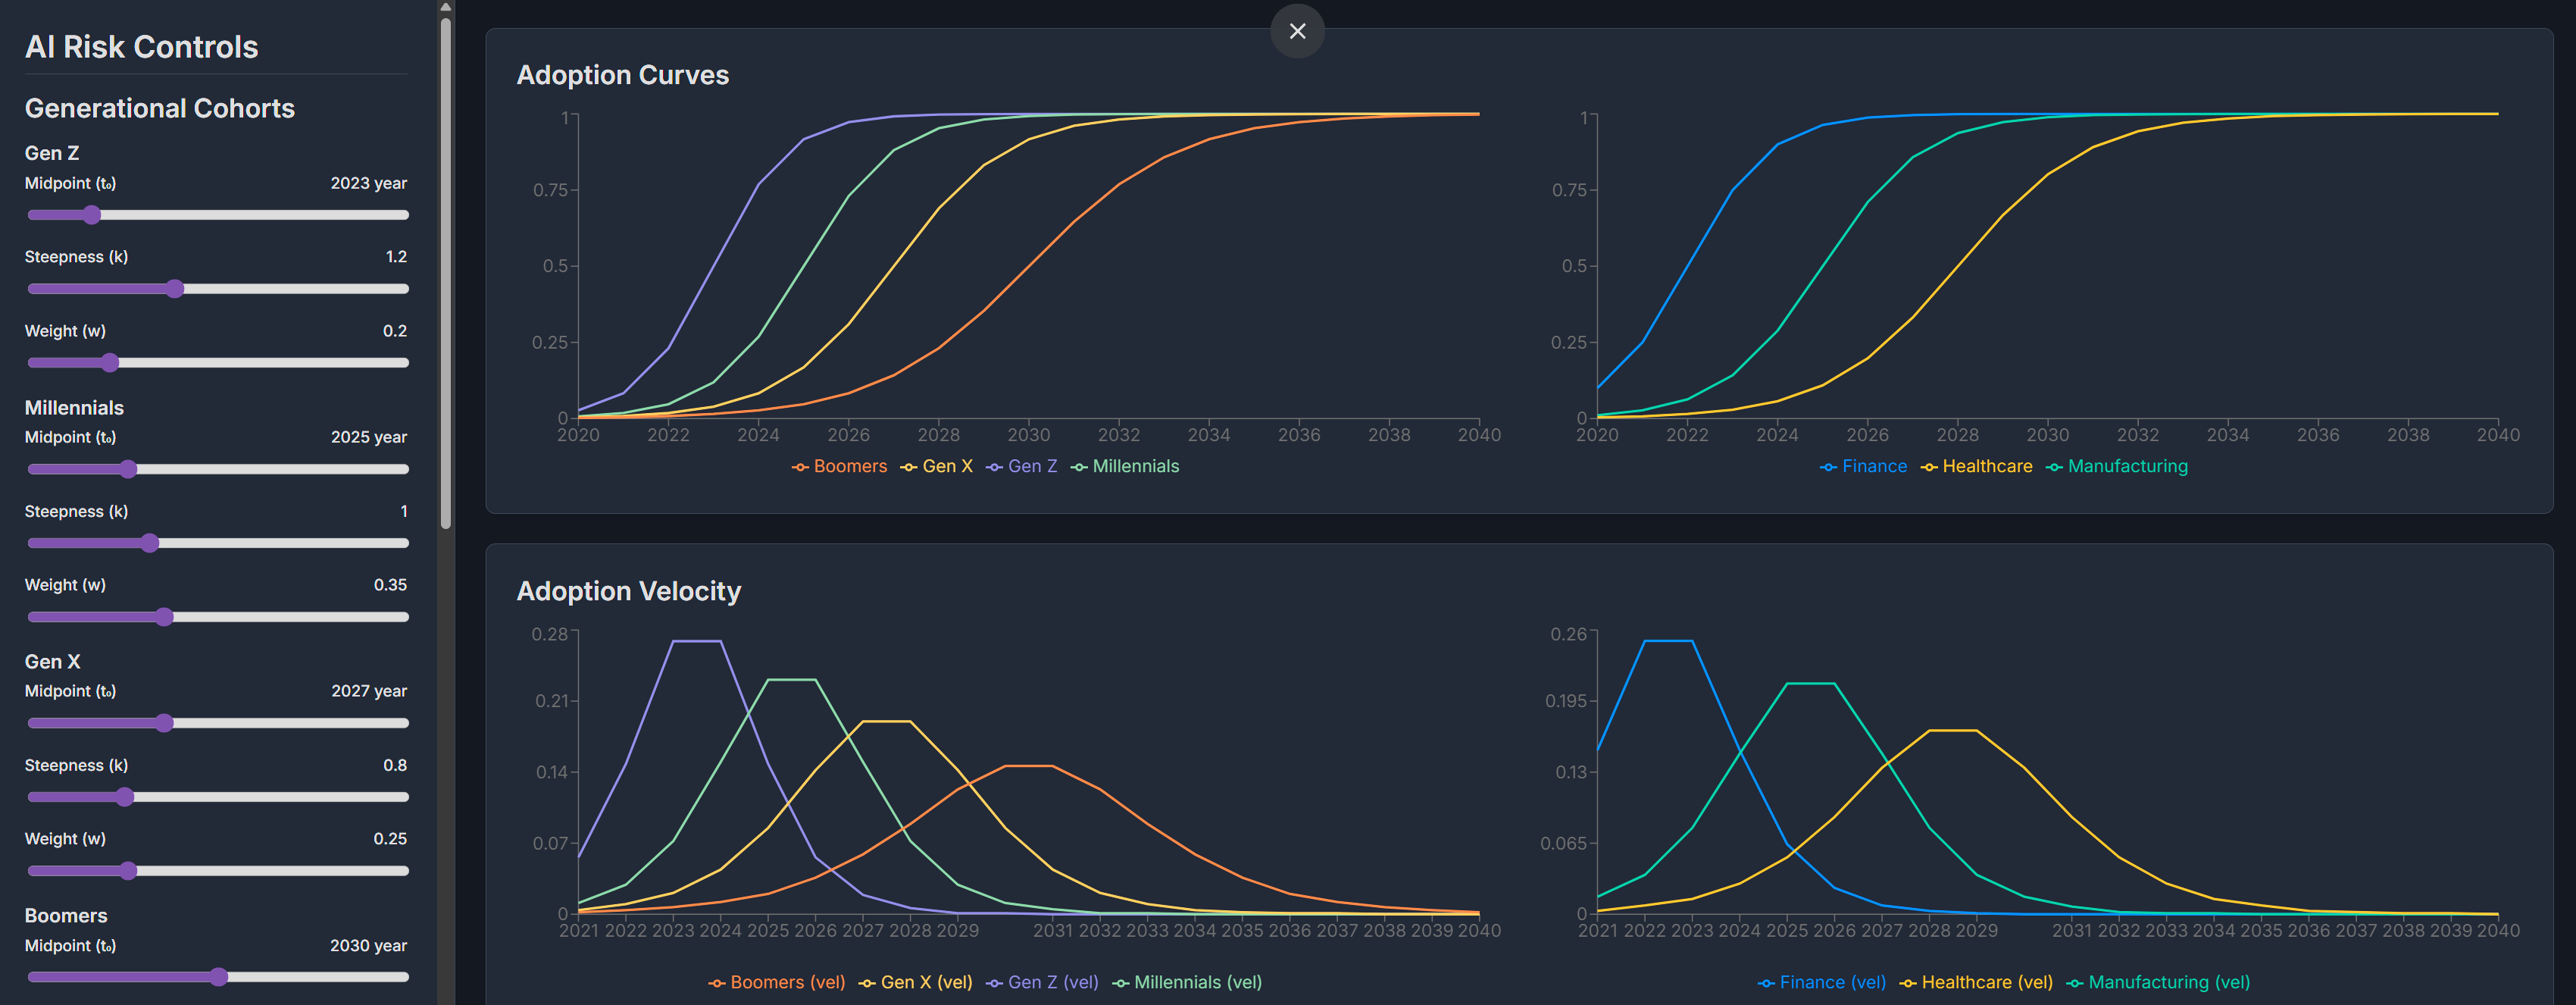 AI Risk Controls
Generational Cohorts
Gen Z
Midpoint (t₀) 2023 year
Steepness (k) 1.2
Weight (w) 0.2
Millennials
Midpoint (t₀) 2025 year
Steepness (k) 1
Weight (w) 0.35
Gen X
Midpoint (t₀) 2027 year
Steepness (k) 0.8
Weight (w) 0.25
Boomers
Midpoint (t₀) 2030 year
Adoption Curves
1
0.75
0.5
0.25
0
2020 2022 2024 2026 2028 2030 2032 2034 2036 2038 2040
Boomers Gen X Gen Z Millennials
1
0.75
0.5
0.25
0
2020 2022 2024 2026 2028 2030 2032 2034 2036 2038 2040
Finance Healthcare Manufacturing
Adoption Velocity
0.28
0.21
0.14
0.07
0
2021 2022 2023 2024 2025 2026 2027 2028 2029 2031 2032 2033 2034 2035 2036 2037 2038 2039 2040
Boomers (vel) Gen X (vel) Gen Z (vel) Millennials (vel)
0.26
0.195
0.13
0.065
0
2021 2022 2023 2024 2025 2026 2027 2028 2029 2031 2032 2033 2034 2035 2036 2037 2038 2039 2040
Finance (vel) Healthcare (vel) Manufacturing (vel)